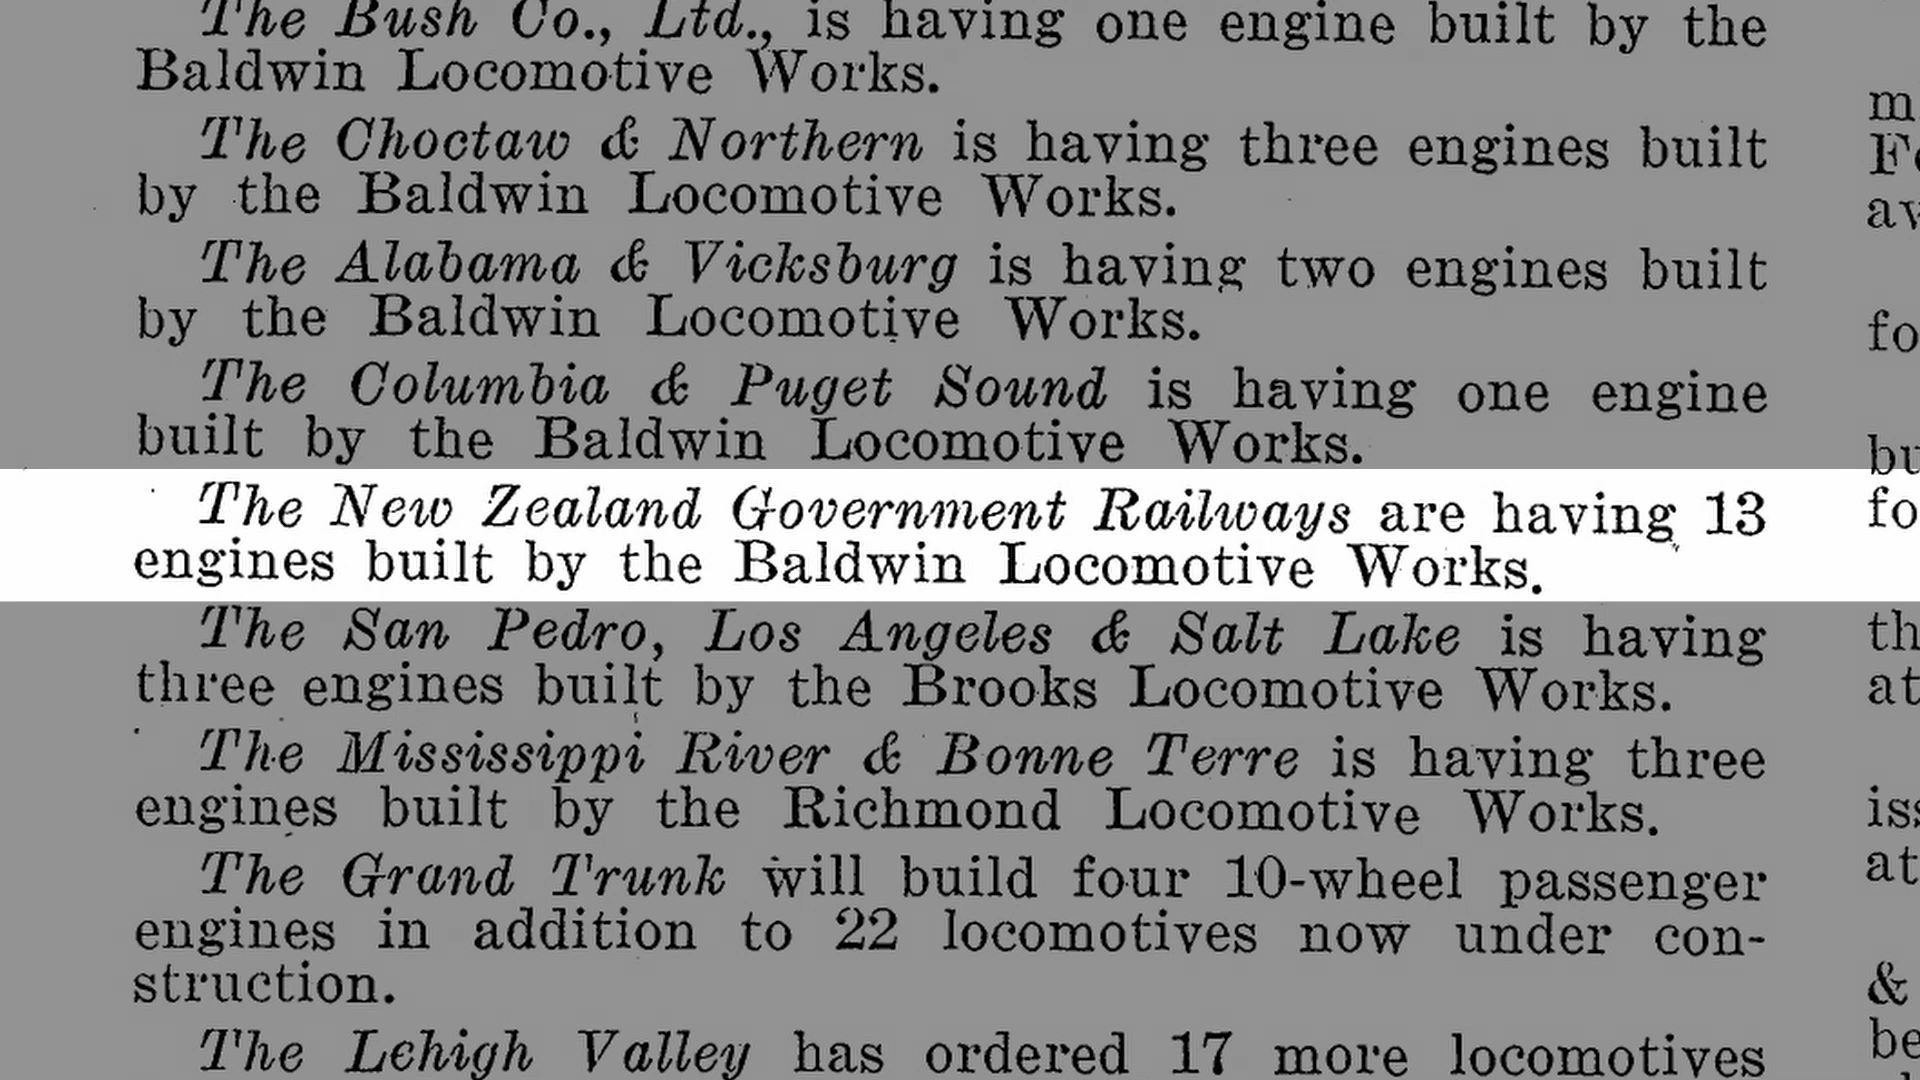 The Bush Co., Ltd., is having one engine built by the
Baldwin Locomotive Works.
The Choctaw & Northern is having three engines built
by the Baldwin Locomotive Works.
The Alabama & Vicksburg is having two engines built
by the Baldwin Locomotive Works.
The Columbia & Puget Sound is having one engine
built by the Baldwin Locomotive Works.
The New Zealand Government Railways are having 13
engines built by the Baldwin Locomotive Works.
The San Pedro, Los Angeles & Salt Lake is having
three engines built by the Brooks Locomotive Works.
The Mississippi River & Bonne Terre is having three
engines built by the Richmond Locomotive Works.
The Grand Trunk will build four 10-wheel passenger
engines in addition to 22 locomotives now under con-
struction.
The Lehigh Valley has ordered 17 more locomotives